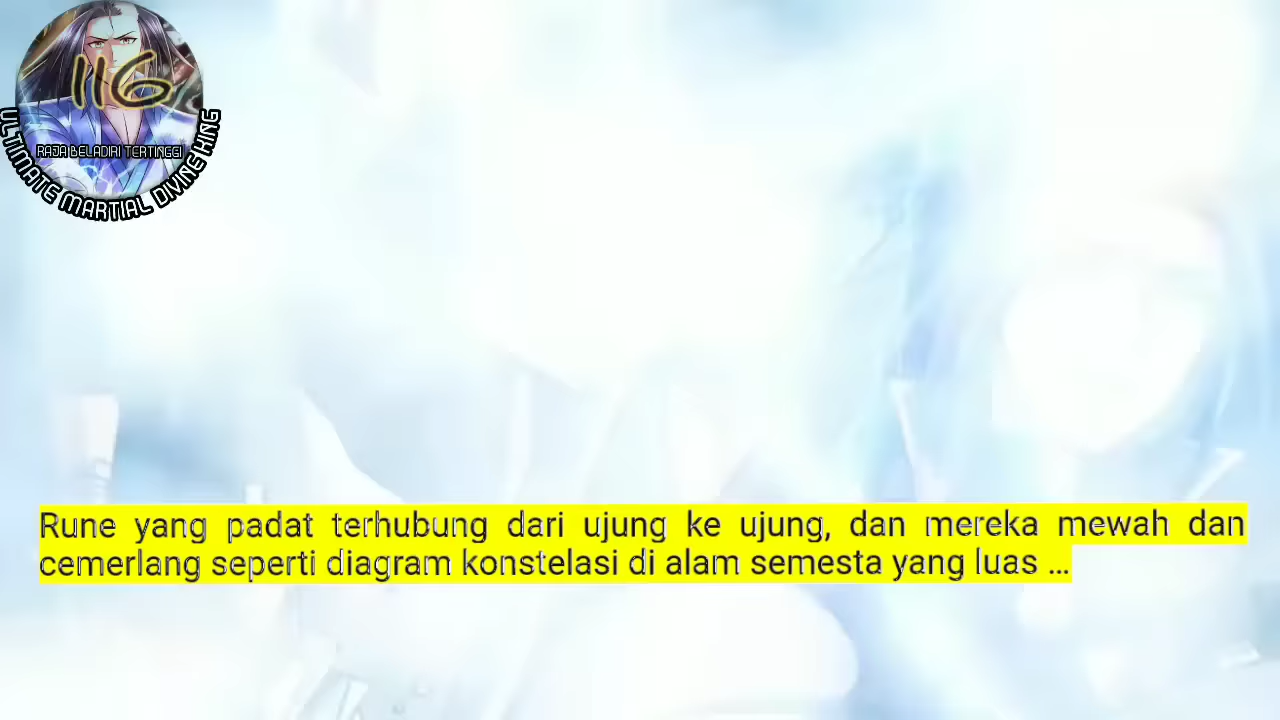 116
RAJA BELADIRI TERTINGGI
ULTIMATE MARTIAL DIVINE KING
Rune yang padat terhubung dari ujung ke ujung, dan mereka mewah dan
cemerlang seperti diagram konstelasi di alam semesta yang luas ...